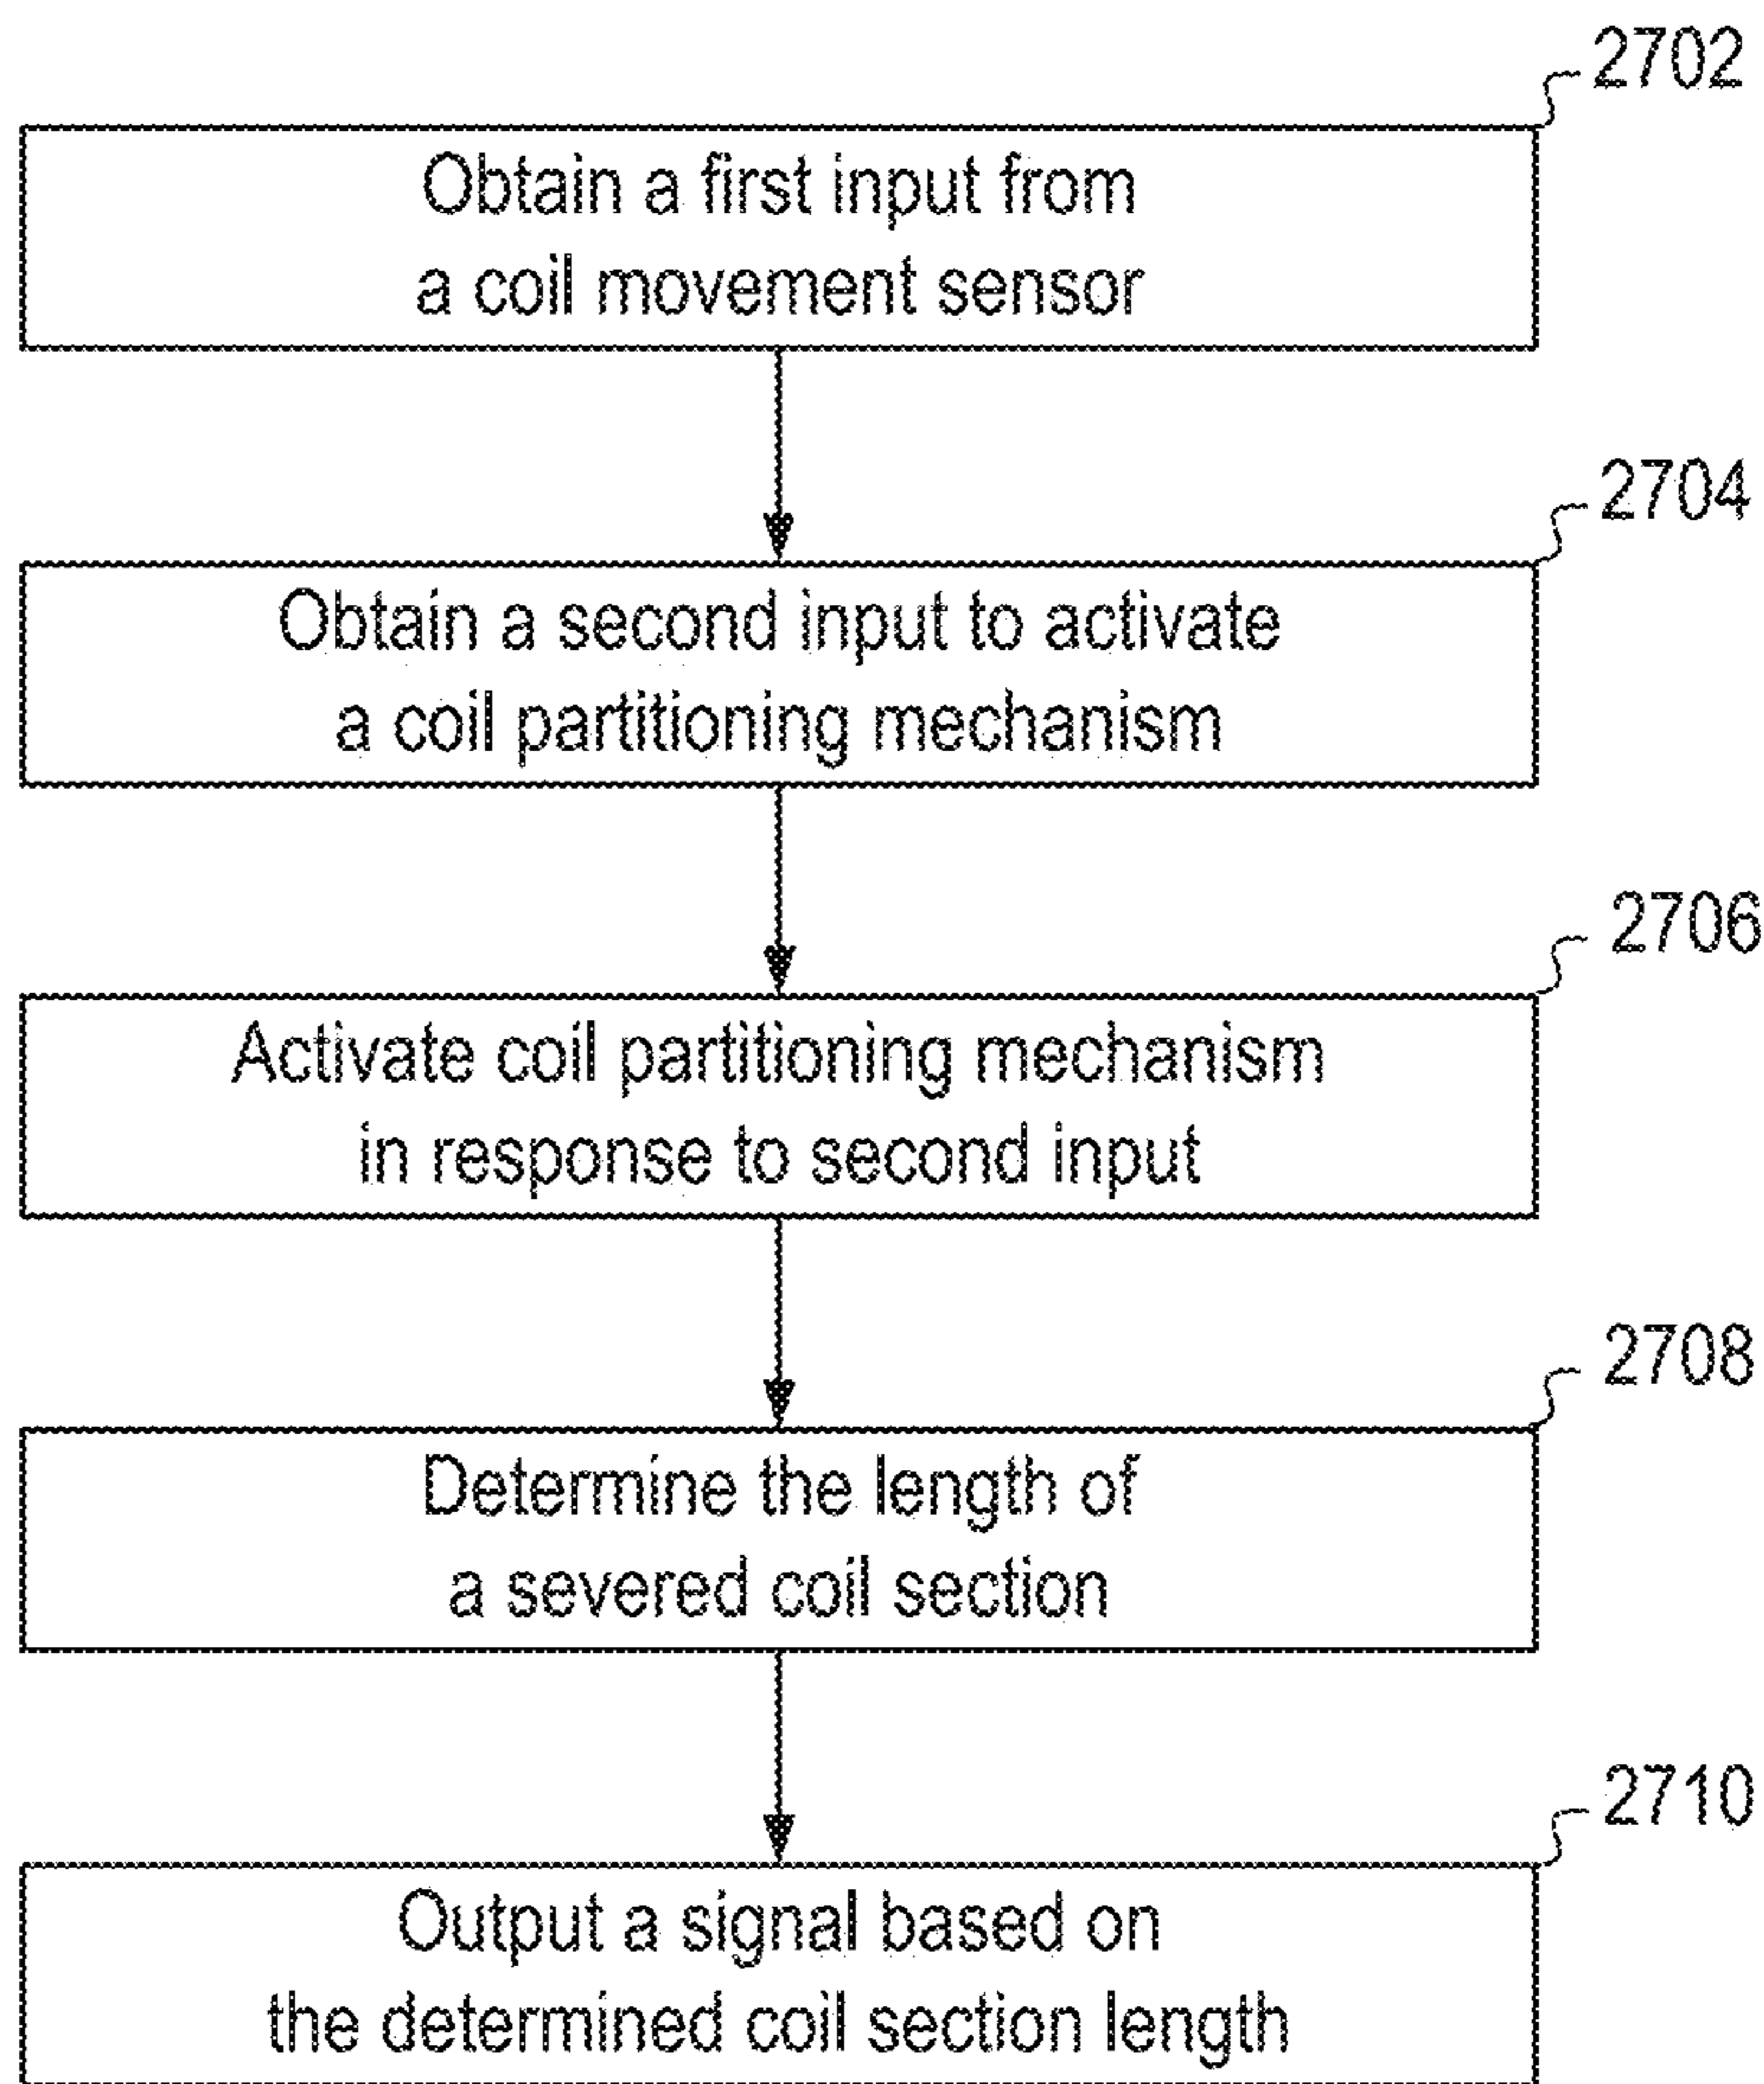 2702
Obtain a first input from
a coil movement sensor
2704
Obtain a second input to activate
a coil partitioning mechanism
2706
Activate coil partitioning mechanism
in response to second input
2708
Determine the length of
a severed coil section
2710
Output a signal based on
the determined coil section length